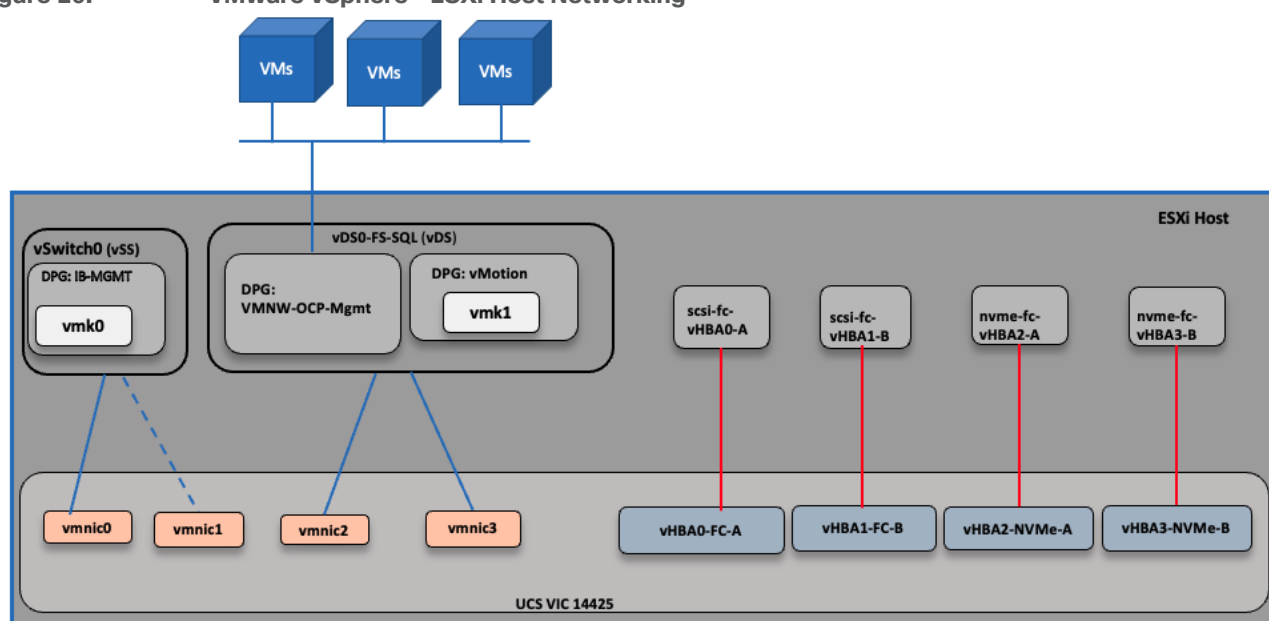 VMware vSphere - ESXi Host Networking
VMs
VMs
VMs
ESXi Host
vSwitch0 (vSS)
DPG: IB-MGMT
vmk0
vDS0-FS-SQL (vDS)
DPG:
VMNW-OCP-Mgmt
DPG: vMotion
vmk1
scsi-fc-
vHBA0-A
scsi-fc-
vHBA1-B
nvme-fc-
vHBA2-A
nvme-fc-
vHBA3-B
vmnic0
vmnic1
vmnic2
vmnic3
vHBA0-FC-A
vHBA1-FC-B
vHBA2-NVMe-A
vHBA3-NVMe-B
UCS VIC 14425